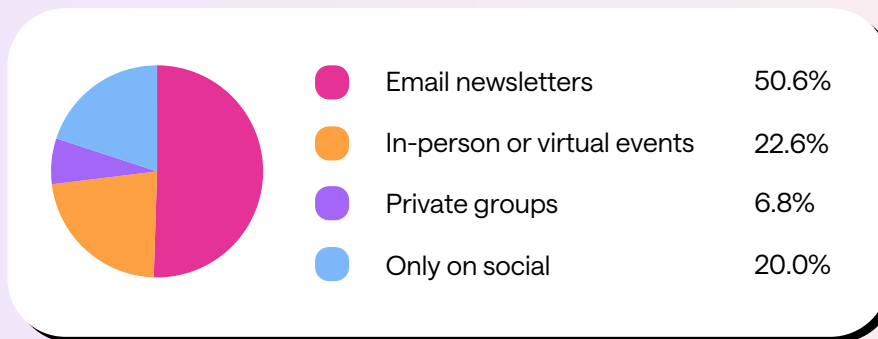 Email newsletters 50.6%
In-person or virtual events 22.6%
Private groups 6.8%
Only on social 20.0%